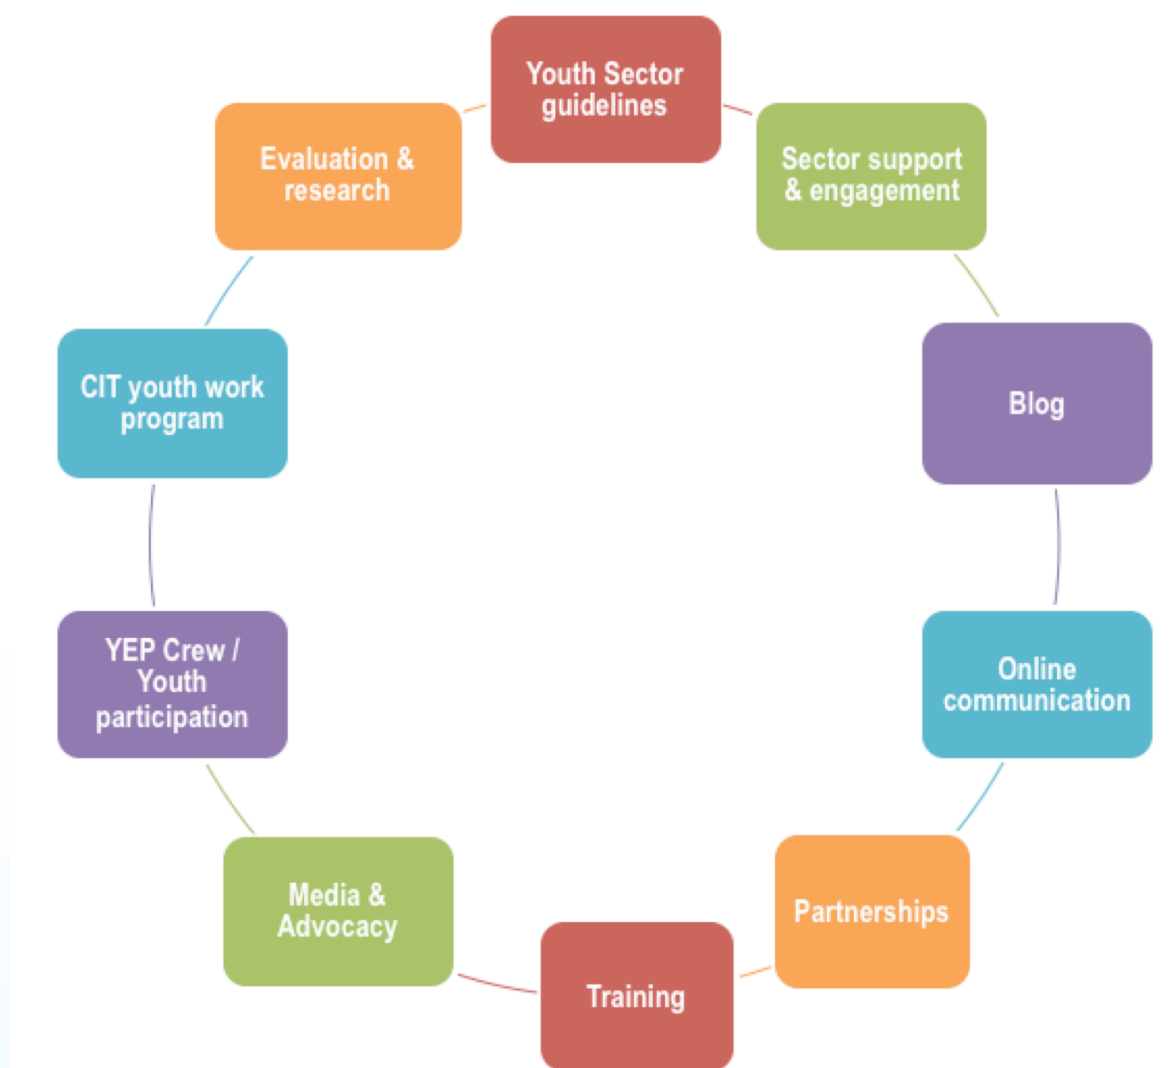 Youth Sector
guidelines
Sector support
& engagement
Blog
Online
communication
Partnerships
Training
Media &
Advocacy
YEP Crew /
Youth
participation
CIT youth work
program
Evaluation &
research